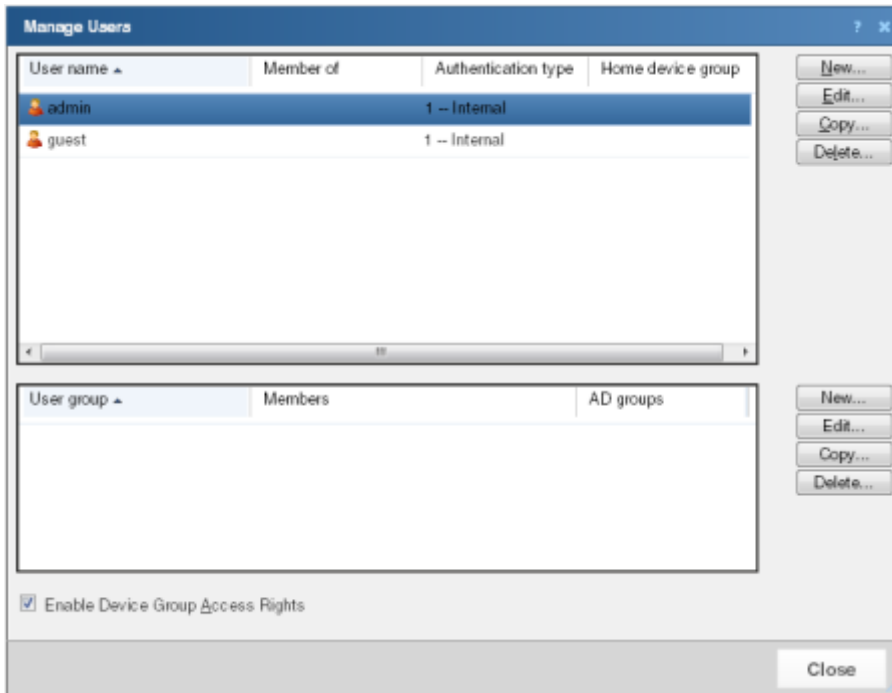 Manage Users
User name Member of Authentication type Home device group
admin 1 -- Internal
guest 1 -- Internal
New...
Edit...
Copy...
Delete...
User group Members AD groups
New...
Edit...
Copy...
Delete...
Enable Device Group Access Rights
Close